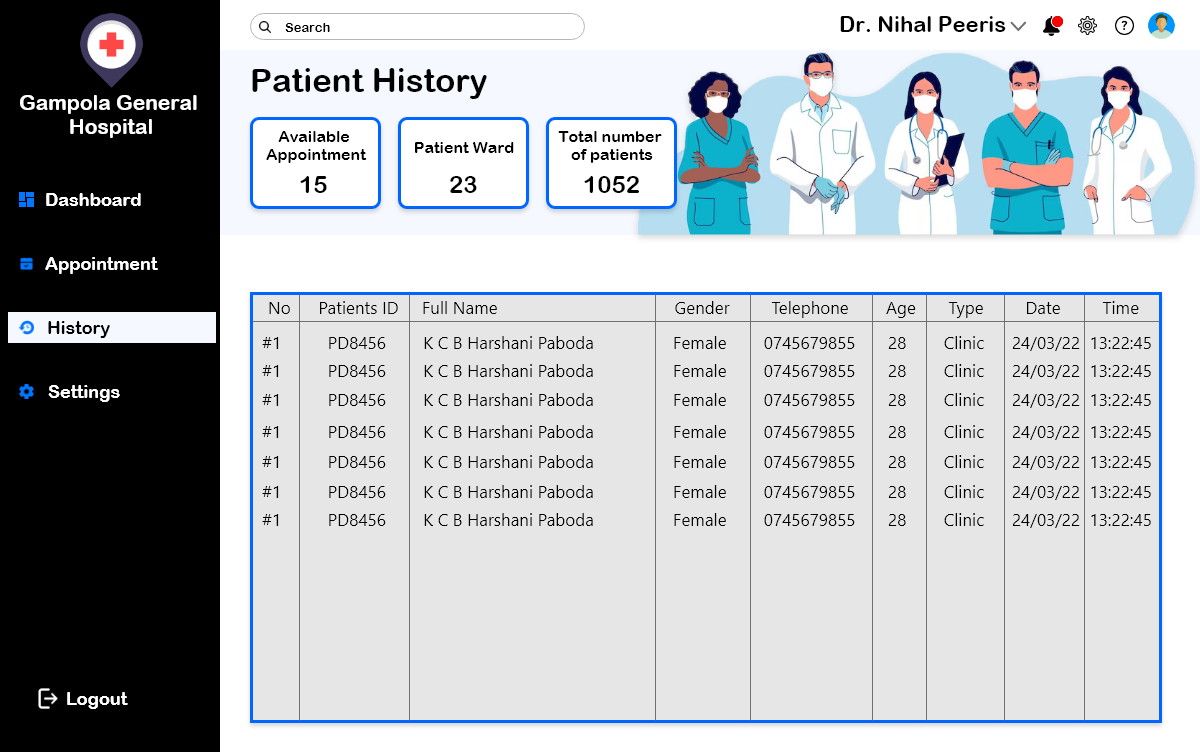 Gampola General
Hospital
Dashboard
Appointment
History
Settings
Logout
Search
Dr. Nihal Peeris
Patient History
Available
Appointment
15
Patient Ward
23
Total number
of patients
1052
No Patients ID Full Name Gender Telephone Age Type Date Time
#1 PD8456 K C B Harshani Paboda Female 0745679855 28 Clinic 24/03/22 13:22:45
#1 PD8456 K C B Harshani Paboda Female 0745679855 28 Clinic 24/03/22 13:22:45
#1 PD8456 K C B Harshani Paboda Female 0745679855 28 Clinic 24/03/22 13:22:45
#1 PD8456 K C B Harshani Paboda Female 0745679855 28 Clinic 24/03/22 13:22:45
#1 PD8456 K C B Harshani Paboda Female 0745679855 28 Clinic 24/03/22 13:22:45
#1 PD8456 K C B Harshani Paboda Female 0745679855 28 Clinic 24/03/22 13:22:45
#1 PD8456 K C B Harshani Paboda Female 0745679855 28 Clinic 24/03/22 13:22:45